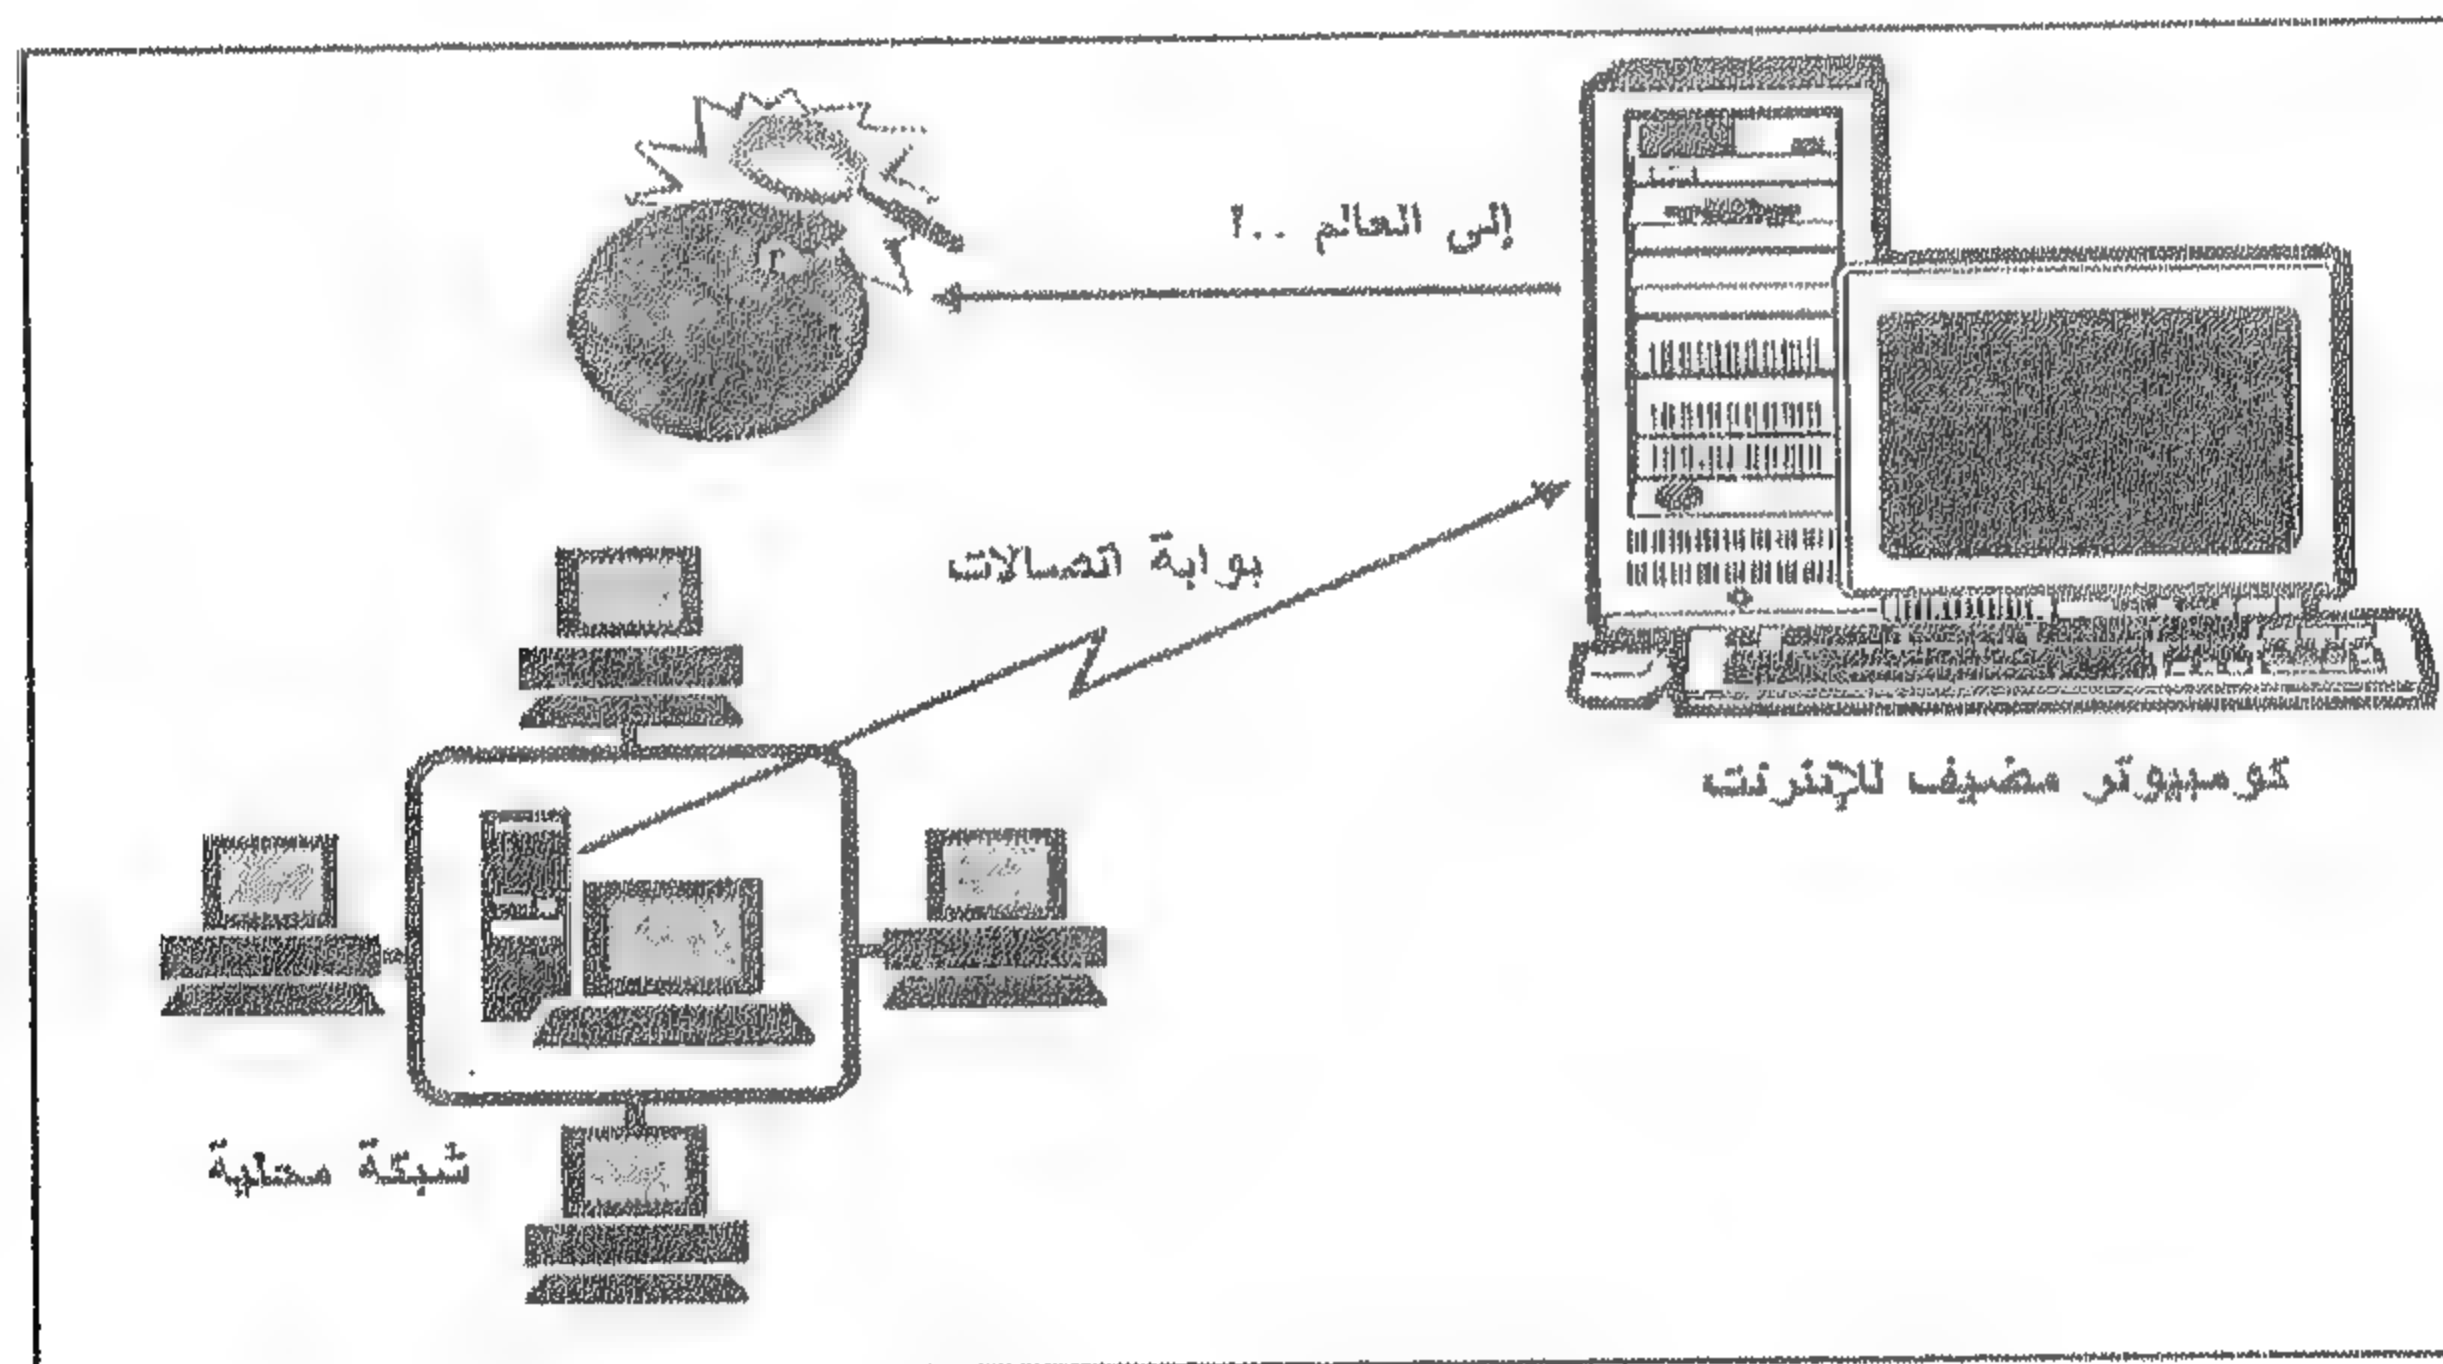 إلى العالم ..!
بوابة اتصالات
كومبيوتر مضيف للإنترنت
شبكة محلية